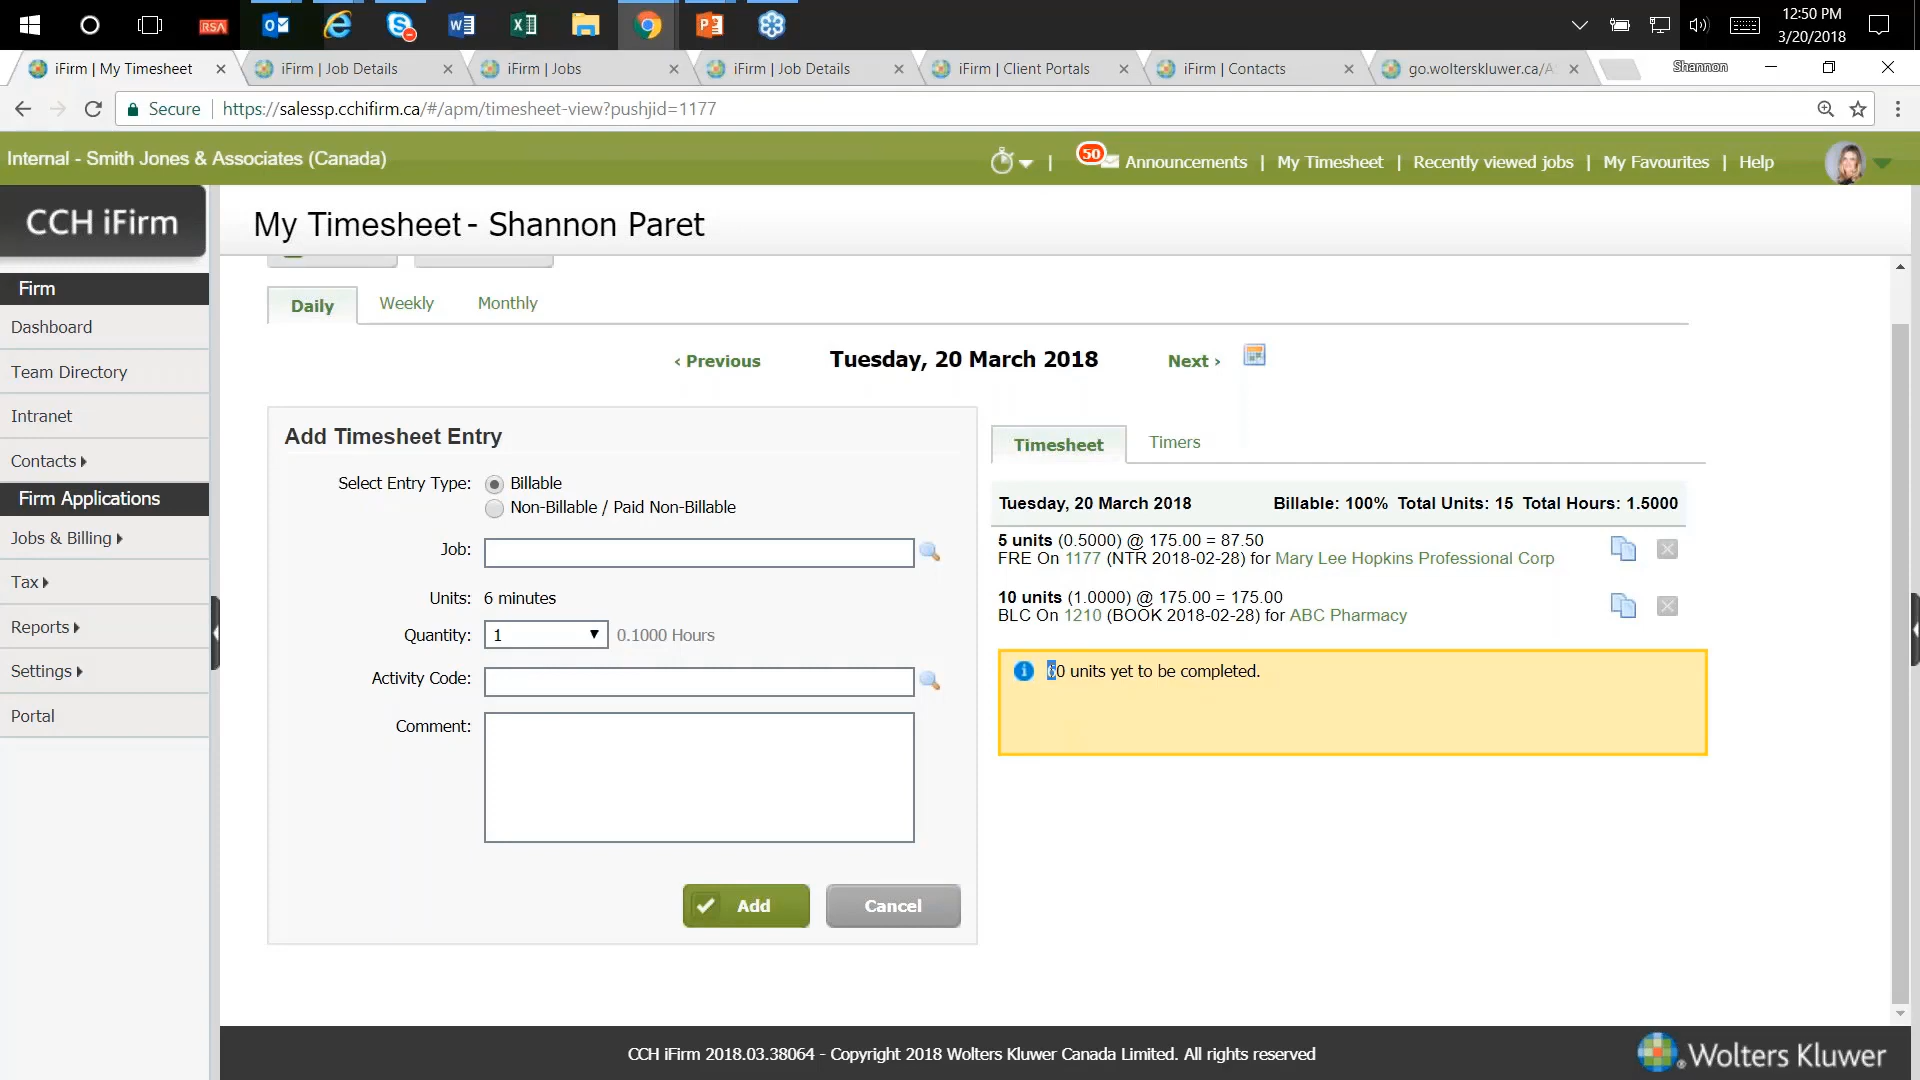 RSA
12:50 PM
3/20/2018
iFirm | My Timesheet
iFirm | Job Details
iFirm | Jobs
iFirm | Job Details
iFirm | Client Portals
iFirm | Contacts
go.wolterskluwer.ca/A
Shannon
Secure
https://salessp.cchifirm.ca/#/apm/timesheet-view?pushjid=1177
Internal - Smith Jones & Associates (Canada)
|
50
Announcements | My Timesheet | Recently viewed jobs | My Favourites | Help
CCH iFirm
My Timesheet - Shannon Paret
Firm
Dashboard
Team Directory
Intranet
Contacts
Firm Applications
Jobs & Billing
Tax
Reports
Settings
Portal
Daily
Weekly
Monthly
‹ Previous
Tuesday, 20 March 2018
Next ›
Add Timesheet Entry
Select Entry Type:
Billable
Non-Billable / Paid Non-Billable
Job:
Units:
6 minutes
Quantity:
1
0.1000 Hours
Activity Code:
Comment:
Add
Cancel
Timesheet
Timers
Tuesday, 20 March 2018
Billable: 100% Total Units: 15 Total Hours: 1.5000
5 units (0.5000) @ 175.00 = 87.50
FRE On 1177 (NTR 2018-02-28) for Mary Lee Hopkins Professional Corp
10 units (1.0000) @ 175.00 = 175.00
BLC On 1210 (BOOK 2018-02-28) for ABC Pharmacy
60 units yet to be completed.
CCH iFirm 2018.03.38064 - Copyright 2018 Wolters Kluwer Canada Limited. All rights reserved
Wolters Kluwer